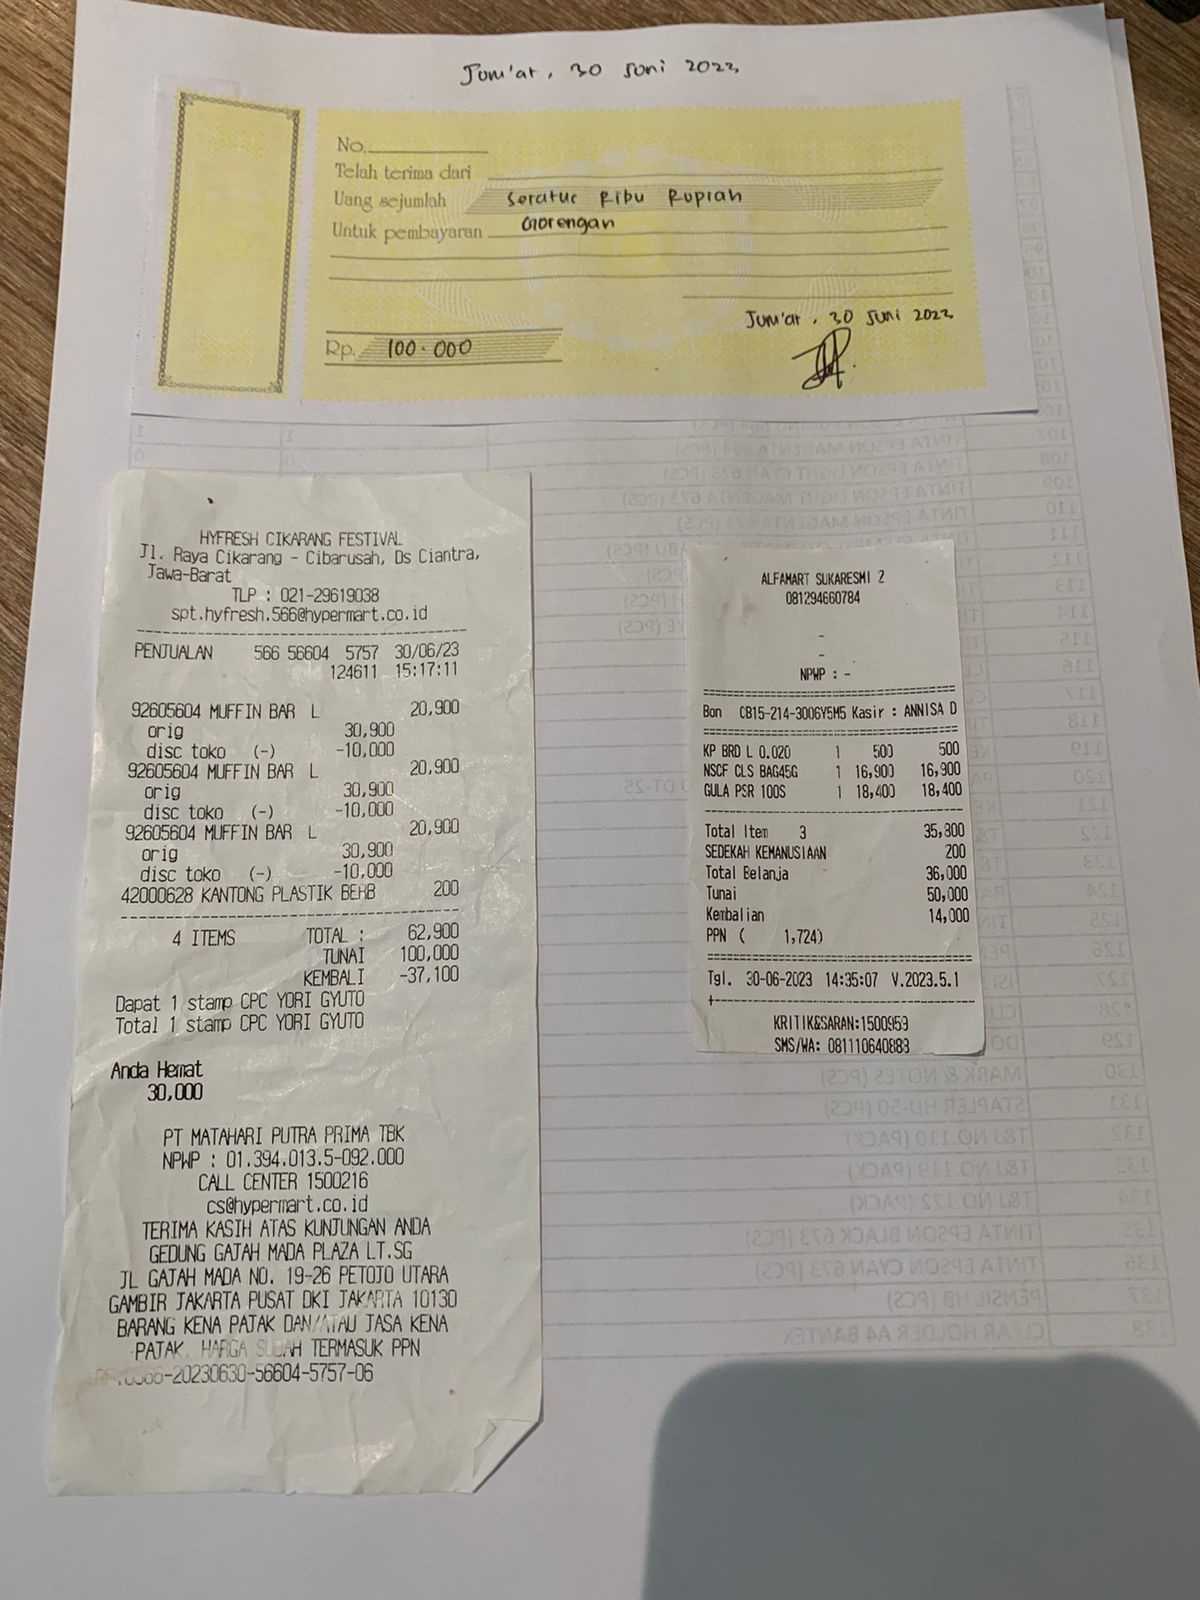 Jum'at, 30 Juni 2023
No.
Telah terima dari
Uang sejumlah Seratus Ribu Rupiah
Untuk pembayaran Gorengan
Jum'at, 30 Juni 2023
Rp. 100.000
HYFRESH CIKARANG FESTIVAL
Jl. Raya Cikarang - Cibarusah, Ds Ciantra,
Jawa-Barat
TLP : 021-29619038
spt.hyfresh.566@hypermart.co.id
PENJUALAN 566 56604 5757 30/06/23
124611 15:17:11
92605604 MUFFIN BAR L 20,900
orig 30,900
disc toko (-) -10,000
92605604 MUFFIN BAR L 20,900
orig 30,900
disc toko (-) -10,000
92605604 MUFFIN BAR L 20,900
orig 30,900
disc toko (-) -10,000
42000628 KANTONG PLASTIK BERB 200
4 ITEMS TOTAL : 62,900
TUNAI 100,000
KEMBALI -37,100
Dapat 1 stamp CPC YORI GYUTO
Total 1 stamp CPC YORI GYUTO
Anda Hemat
30,000
PT MATAHARI PUTRA PRIMA TBK
NPWP : 01.394.013.5-092.000
CALL CENTER 1500216
cs@hypermart.co.id
TERIMA KASIH ATAS KUNJUNGAN ANDA
GEDUNG GAJAH MADA PLAZA LT.SG
JL GAJAH MADA NO. 19-26 PETOJO UTARA
GAMBIR JAKARTA PUSAT DKI JAKARTA 10130
BARANG KENA PAJAK DAN/ATAU JASA KENA
PAJAK, HARGA SUDAH TERMASUK PPN
-20230630-56604-5757-06
ALFAMART SUKARESMI 2
081294660784
-
-
NPWP : -
Bon CB15-214-3006Y5M5 Kasir : ANNISA D
KP BRD L 0.020 1 500 500
NSCF CLS BAG45G 1 16,900 16,900
GULA PSR 100S 1 18,400 18,400
Total Item 3 35,800
SEDEKAH KEMANUSIAAN 200
Total Belanja 36,000
Tunai 50,000
Kembalian 14,000
PPN ( 1,724)
Tgl. 30-06-2023 14:35:07 V.2023.5.1
KRITIK&SARAN:1500959
SMS/WA: 081110640883